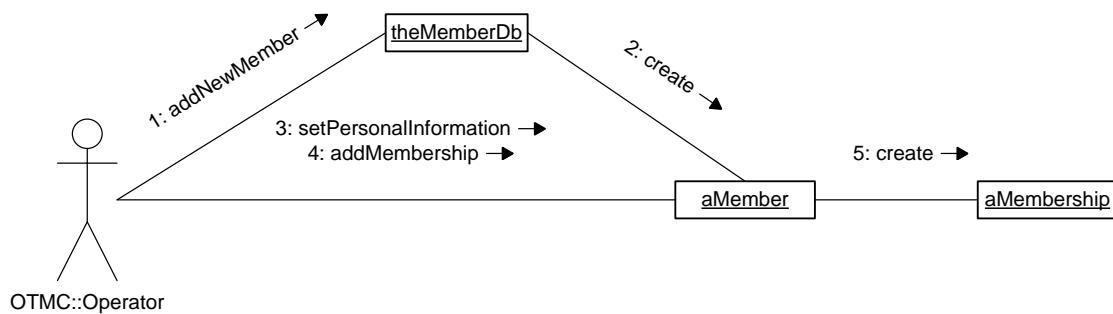 theMemberDb
1: addNewMember
2: create
3: setPersonalInformation
4: addMembership
5: create
aMember
aMembership
OTMC::Operator